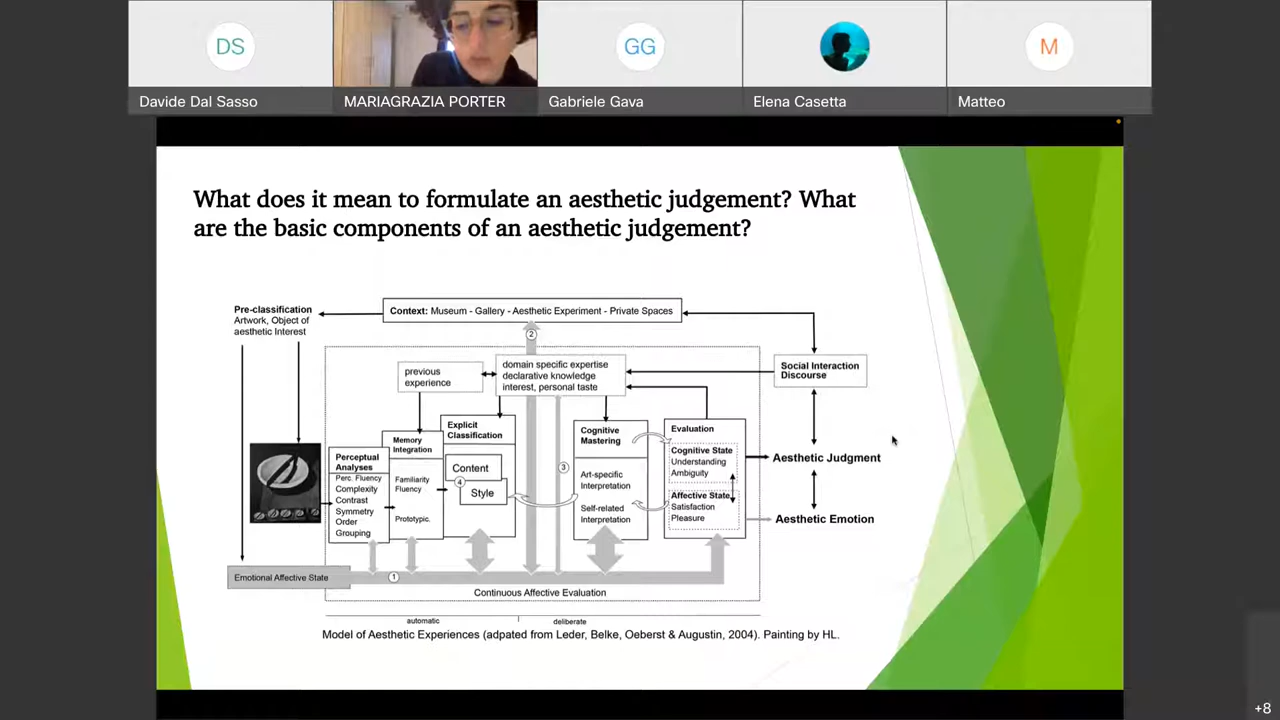 DS
GG
M
Davide Dal Sasso
MARIAGRAZIA PORTER
Gabriele Gava
Elena Casetta
Matteo
What does it mean to formulate an aesthetic judgement? What
are the basic components of an aesthetic judgement?
Pre-classification
Artwork, Object of
aesthetic Interest
Context: Museum - Gallery - Aesthetic Experiment - Private Spaces
2
previous
experience
domain specific expertise
declarative knowledge
interest, personal taste
Social Interaction
Discourse
Perceptual
Analyses
Perc. Fluency
Complexity
Contrast
Symmetry
Order
Grouping
Memory
Integration
Familiarity
Fluency
Prototypic.
Explicit
Classification
Content
4
Style
3
Cognitive
Mastering
Art-specific
Interpretation
Self-related
Interpretation
Evaluation
Cognitive State
Understanding
Ambiguity
Affective State
Satisfaction
Pleasure
Aesthetic Judgment
Aesthetic Emotion
Emotional Affective State
1
Continuous Affective Evaluation
automatic
deliberate
Model of Aesthetic Experiences (adpated from Leder, Belke, Oeberst & Augustin, 2004). Painting by HL.
+8